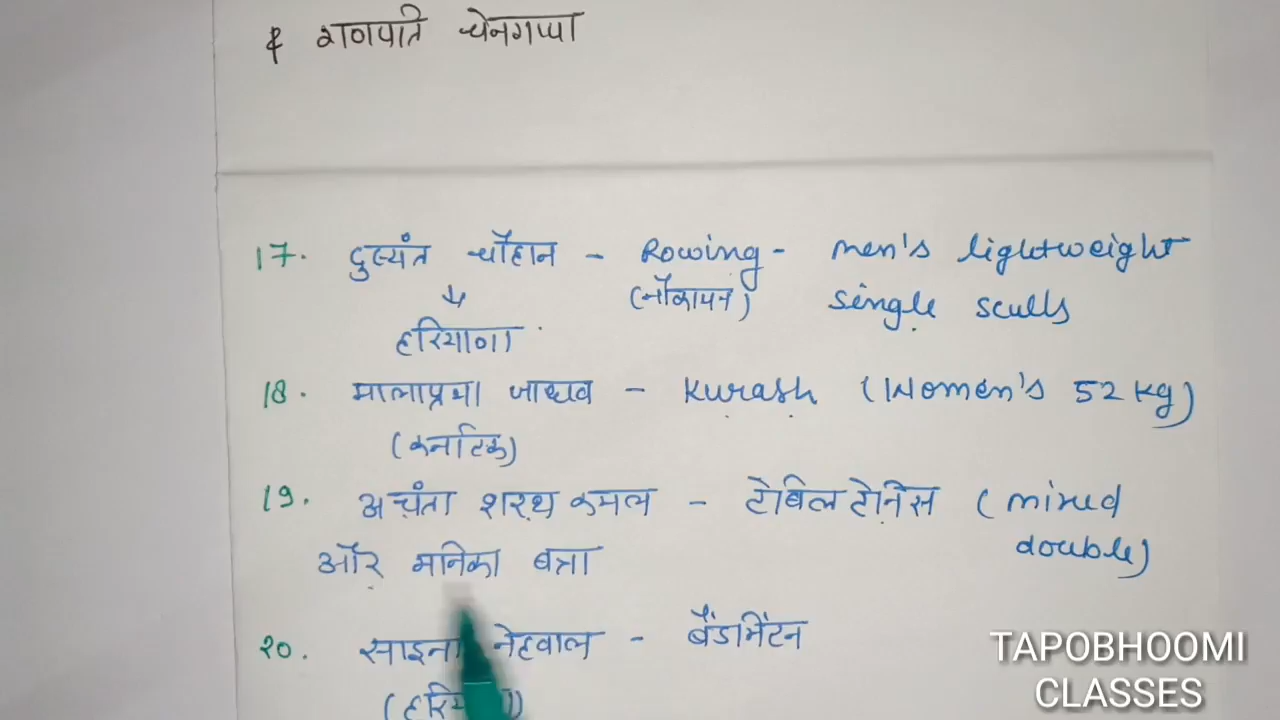 & गणपति चेनगप्पा
17. दुष्यंत चौहान - Rowing - men's lightweight
(नौकायन) single sculls
हरियाणा
18. मालाप्रभा जाधव - Kurash (Women's 52 kg)
(कर्नाटक)
19. अचंता शरथ कमल - टेबिल टेनिस (mixed
और मनिका बत्रा double)
20. साइना नेहवाल - बैंडमिंटन
TAPOBHOOMI
CLASSES